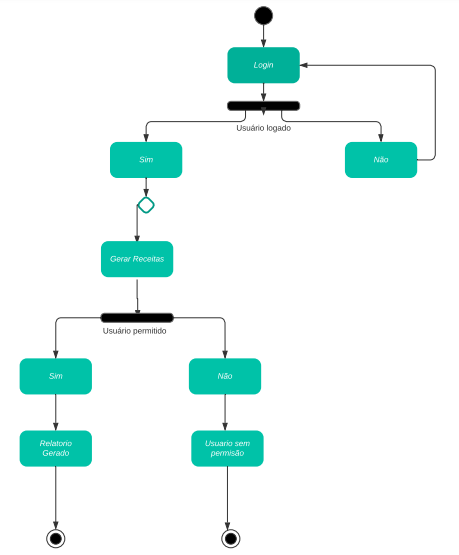 Login
Usuário logado
Sim
Não
Gerar Receitas
Usuário permitido
Sim
Não
Relatorio
Gerado
Usuario sem
permisão